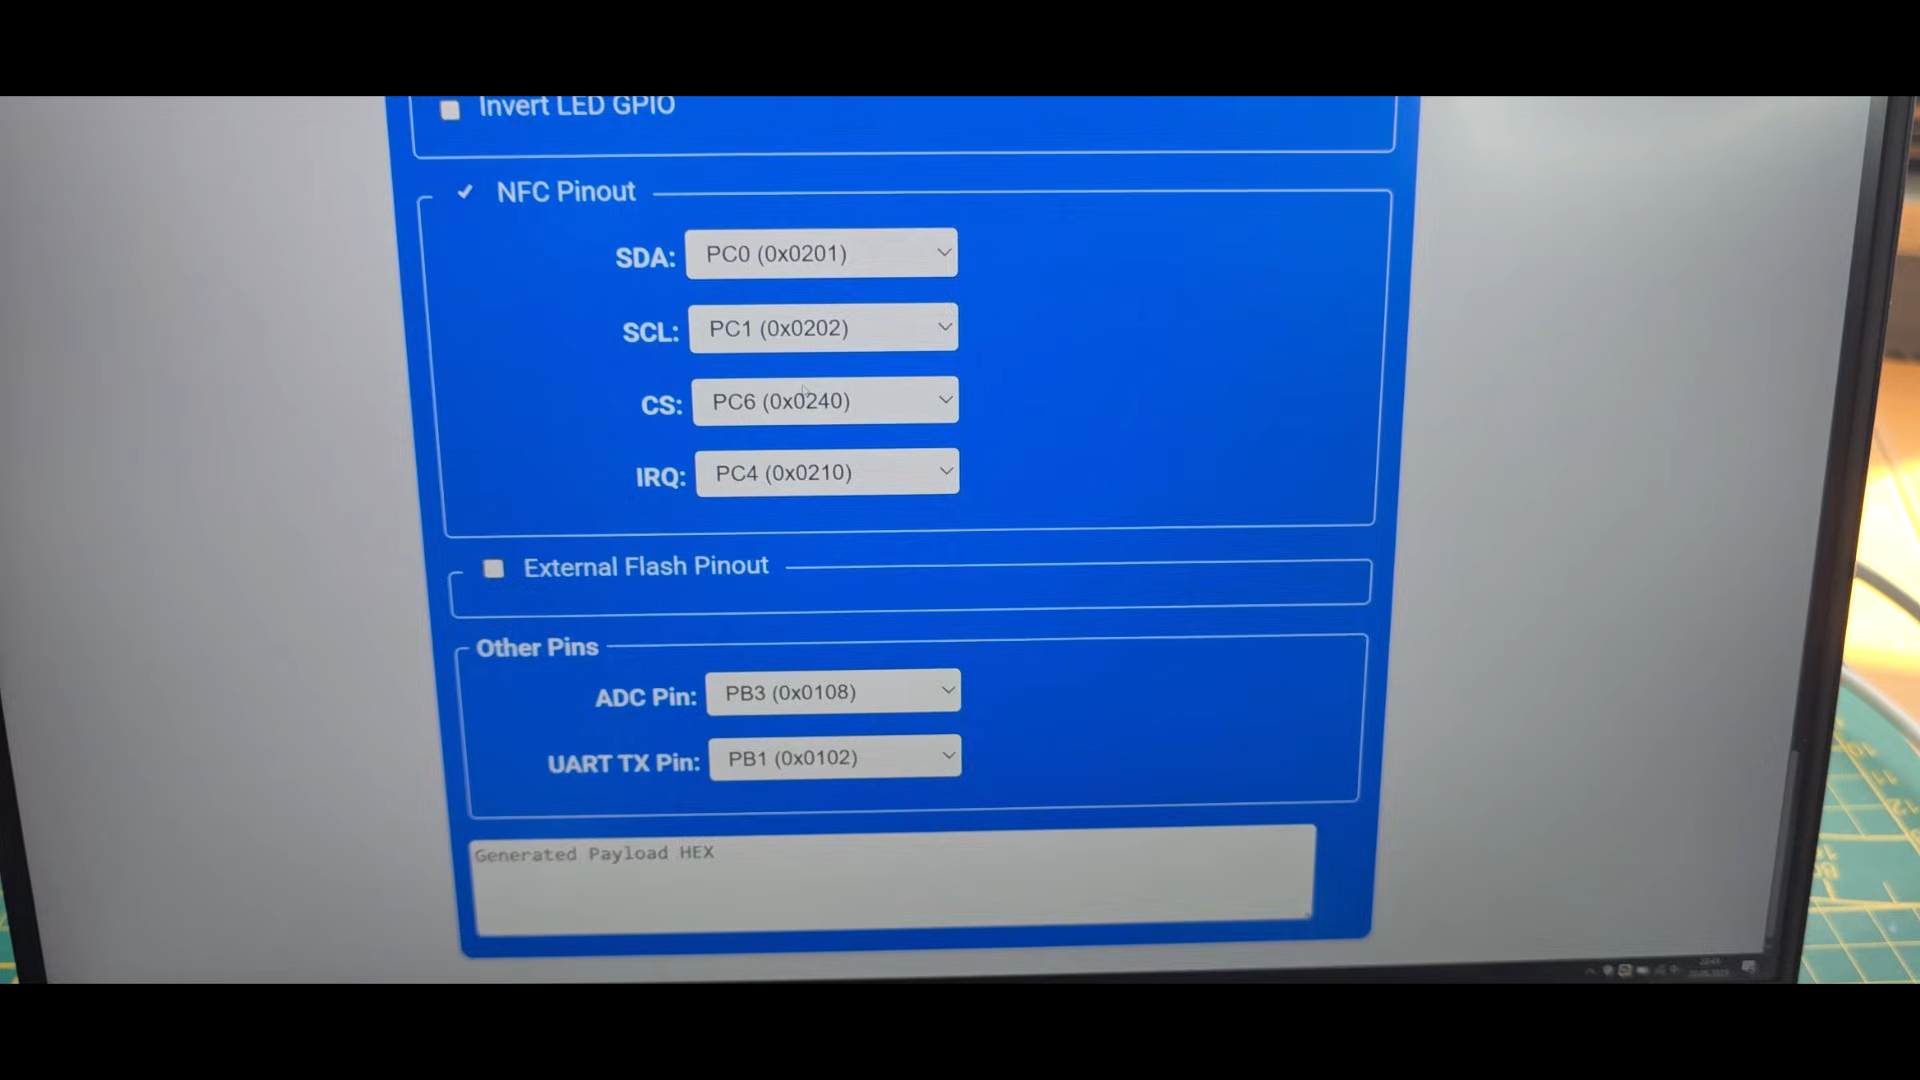 Invert LED GPIO
NFC Pinout
SDA: PC0 (0x0201)
SCL: PC1 (0x0202)
CS: PC6 (0x0240)
IRQ: PC4 (0x0210)
External Flash Pinout
Other Pins
ADC Pin: PB3 (0x0108)
UART TX Pin: PB1 (0x0102)
Generated Payload HEX